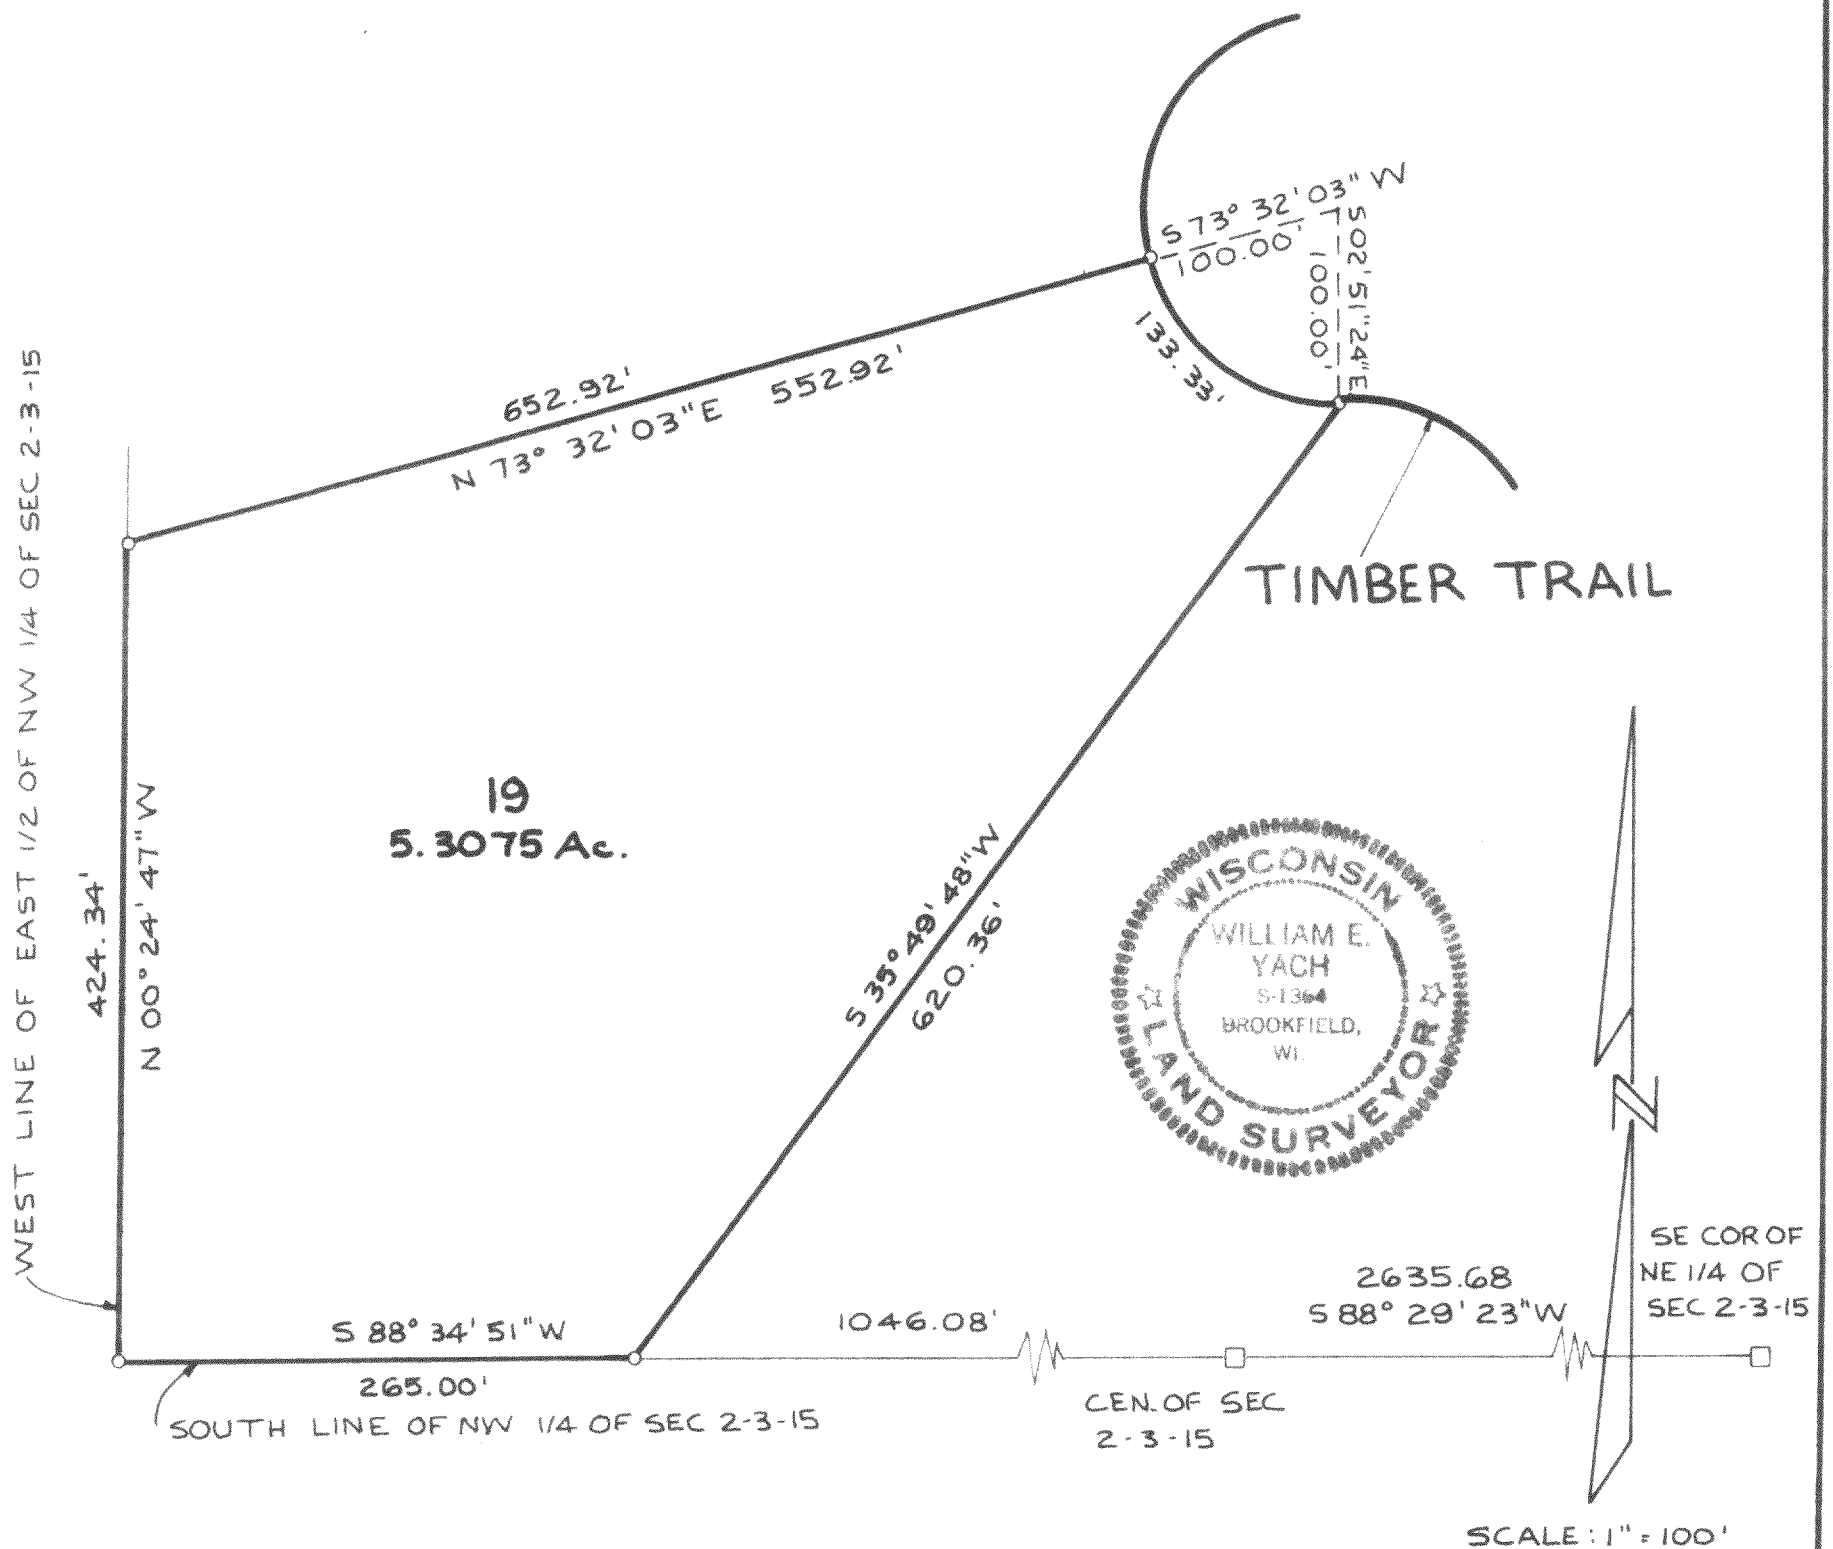 S 73° 32' 03" W
100.00'
S 02' 51" 24" E
100.00'
133.33'
652.92'
N 73° 32' 03" E 552.92'
TIMBER TRAIL
WEST LINE OF EAST 1/2 OF NW 1/4 OF SEC 2-3-15
424.34'
N 00° 24' 47" W
19
5.3075 Ac.
S 35° 49' 48" W
620.36'
WISCONSIN
WILLIAM E.
YACH
S-1364
BROOKFIELD,
WI.
LAND SURVEYOR
N
SE COR OF
NE 1/4 OF
SEC 2-3-15
2635.68
S 88° 29' 23" W
1046.08'
S 88° 34' 51" W
265.00'
SOUTH LINE OF NW 1/4 OF SEC 2-3-15
CEN. OF SEC
2-3-15
SCALE: 1" = 100'